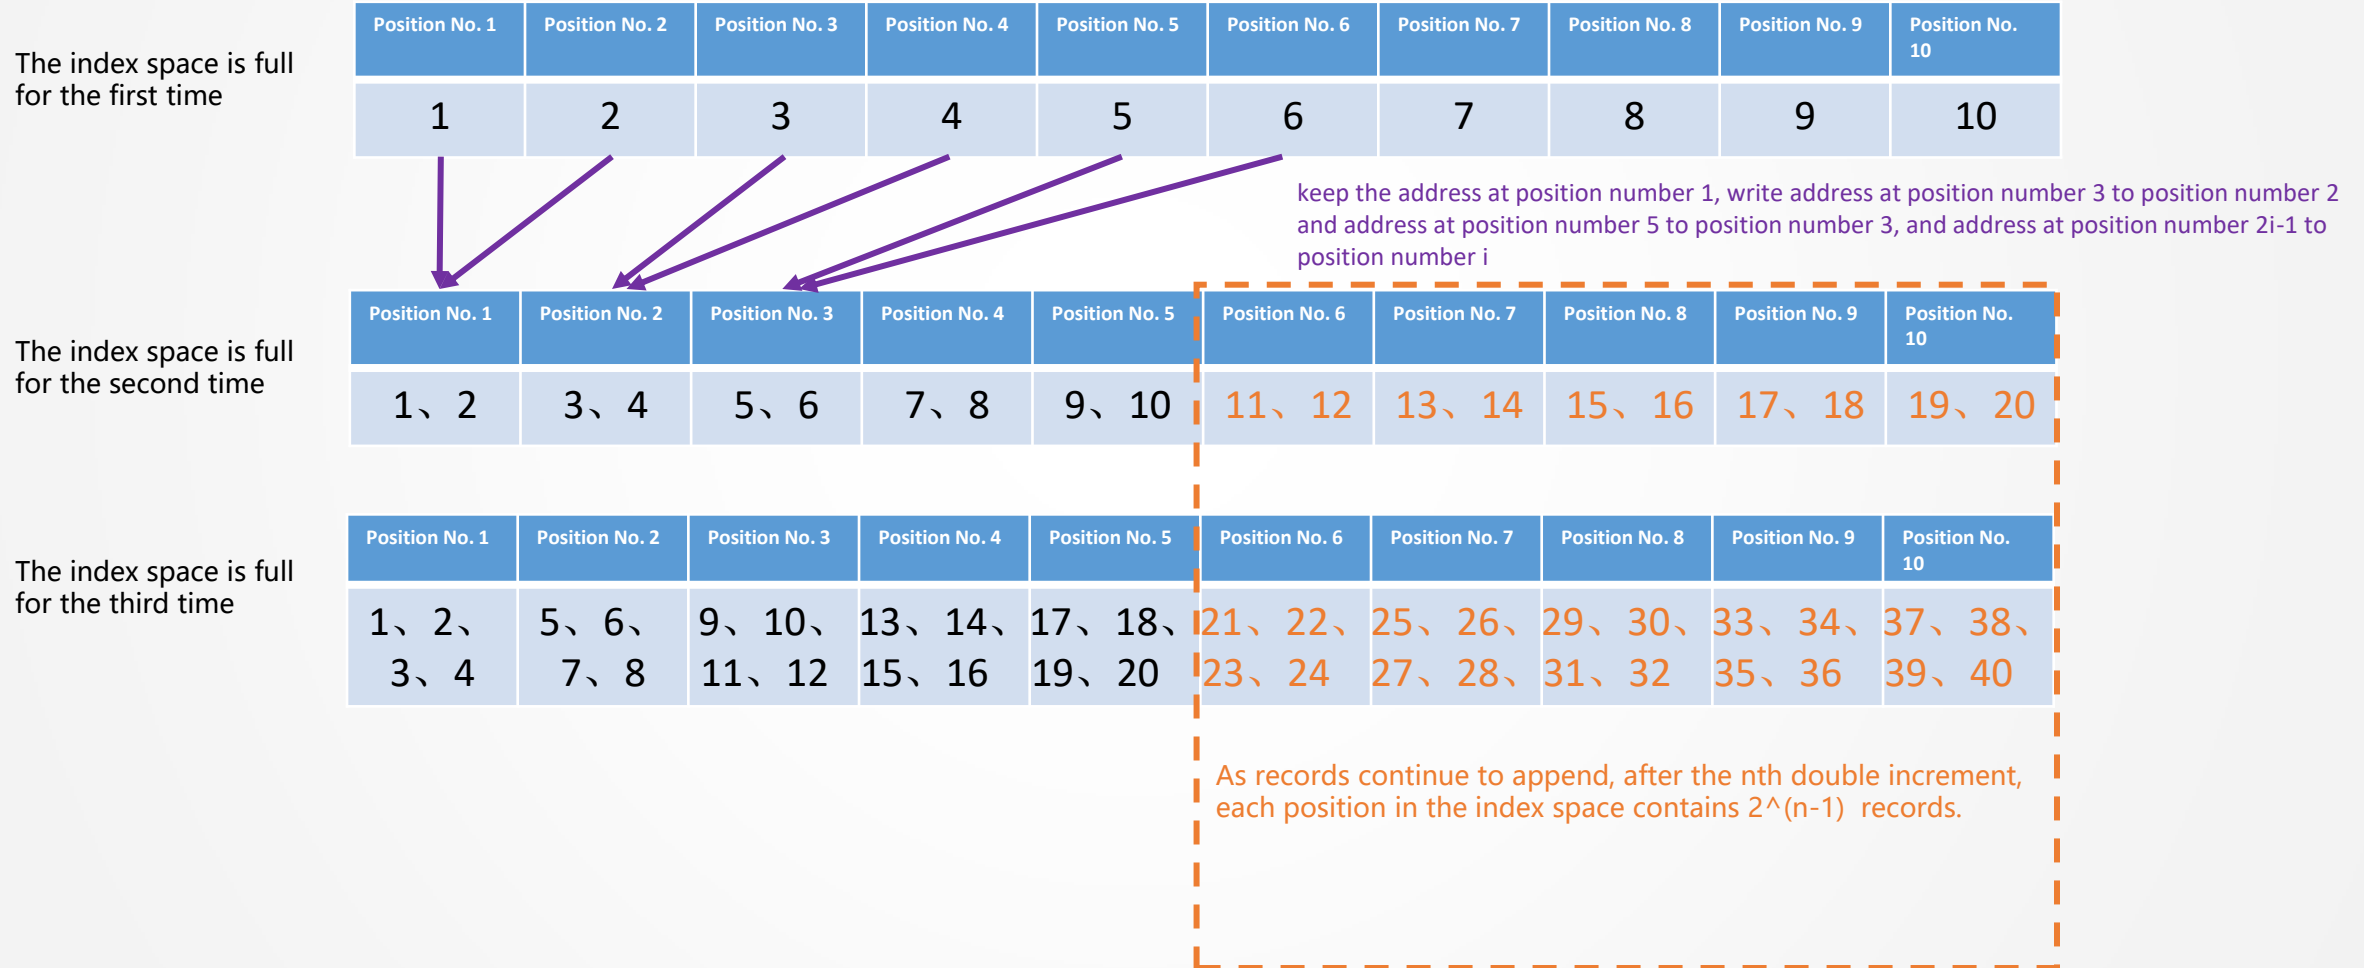 Position No. 1 Position No. 2 Position No. 3 Position No. 4 Position No. 5 Position No. 6 Position No. 7 Position No. 8 Position No. 9 Position No.
10
The index space is full
for the first time
1 2 3 4 5 6 7 8 9 10
keep the address at position number 1, write address at position number 3 to position number 2
and address at position number 5 to position number 3, and address at position number 2i-1 to
position number i
Position No. 1 Position No. 2 Position No. 3 Position No. 4 Position No. 5 Position No. 6 Position No. 7 Position No. 8 Position No. 9 Position No.
10
The index space is full
for the second time
1、2 3、4 5、6 7、8 9、10 11、12 13、14 15、16 17、18 19、20
Position No. 1 Position No. 2 Position No. 3 Position No. 4 Position No. 5 Position No. 6 Position No. 7 Position No. 8 Position No. 9 Position No.
10
The index space is full
for the third time
1、2、 5、6、 9、10、 13、14、 17、18、 21、22、 25、26、 29、30、 33、34、 37、38、
3、4 7、8 11、12 15、16 19、20 23、24 27、28、 31、32 35、36 39、40
As records continue to append, after the nth double increment,
each position in the index space contains 2^(n-1) records.